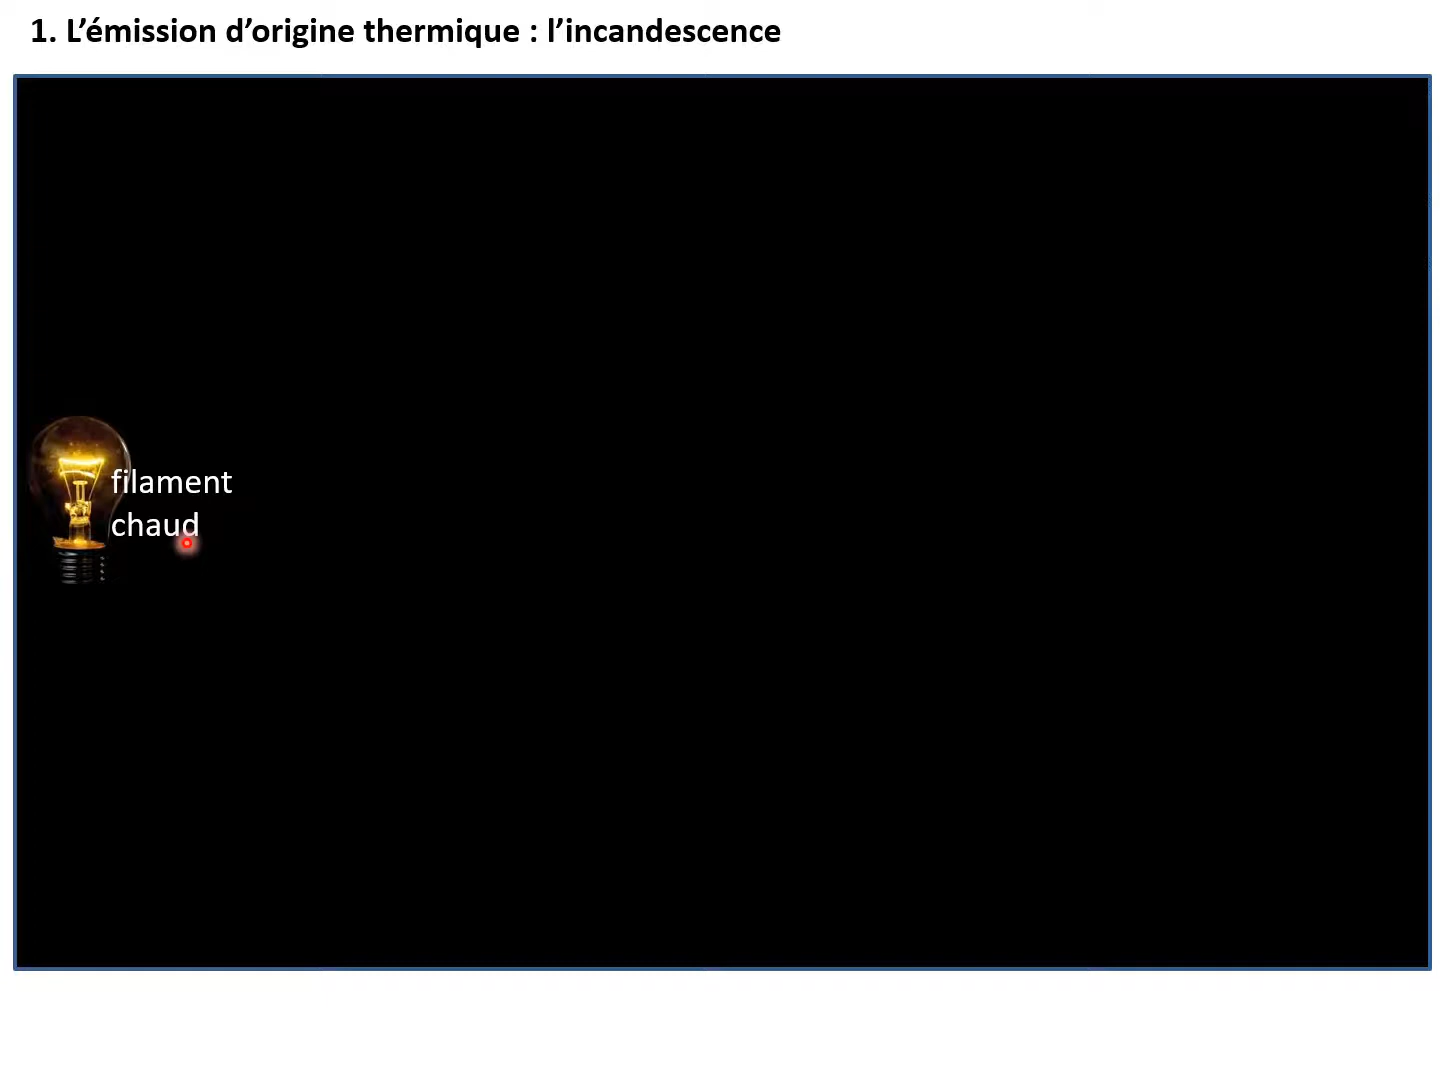 1. L’émission d’origine thermique : l’incandescence
filament
chaud